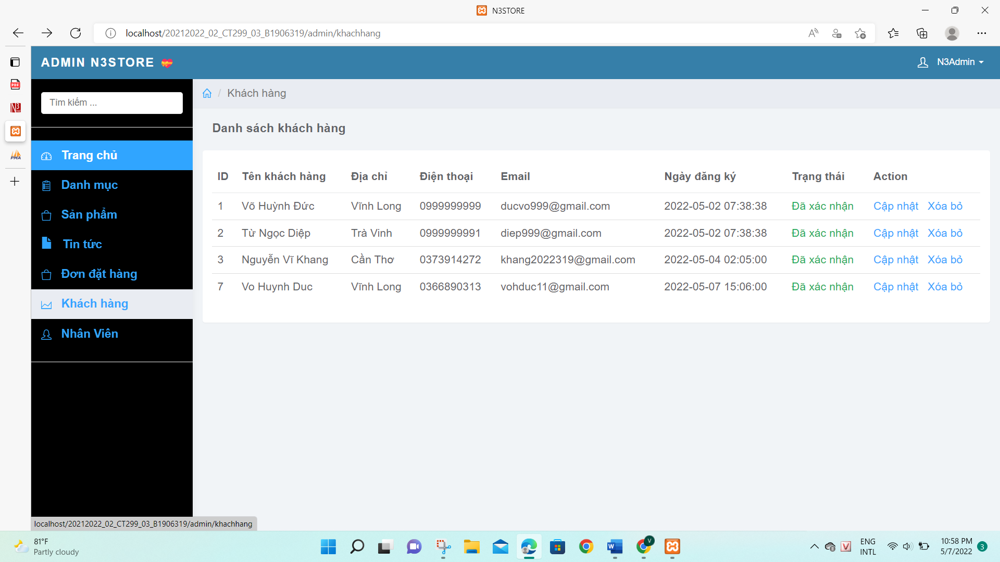 N3STORE
localhost/20212022_02_CT299_03_B1906319/admin/khachhang
ADMIN N3STORE
N3Admin
Tìm kiếm ...
/ Khách hàng
Danh sách khách hàng
Trang chủ
Danh mục
Sản phẩm
Tin tức
Đơn đặt hàng
Khách hàng
Nhân Viên
ID Tên khách hàng Địa chỉ Điện thoại Email Ngày đăng ký Trạng thái Action
1 Võ Huỳnh Đức Vĩnh Long 0999999999 ducvo999@gmail.com 2022-05-02 07:38:38 Đã xác nhận Cập nhật Xóa bỏ
2 Từ Ngọc Diệp Trà Vinh 0999999991 diep999@gmail.com 2022-05-02 07:38:38 Đã xác nhận Cập nhật Xóa bỏ
3 Nguyễn Vĩ Khang Cần Thơ 0373914272 khang2022319@gmail.com 2022-05-04 02:05:00 Đã xác nhận Cập nhật Xóa bỏ
7 Vo Huynh Duc Vĩnh Long 0366890313 vohduc11@gmail.com 2022-05-07 15:06:00 Đã xác nhận Cập nhật Xóa bỏ
PDF
N3
PMA
localhost/20212022_02_CT299_03_B1906319/admin/khachhang
81°F
Partly cloudy
W
V
V
ENG
INTL
10:58 PM
5/7/2022
3